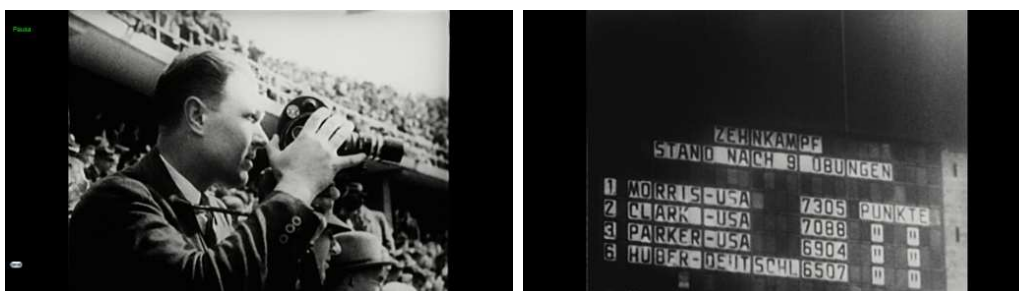 Pausa
ZEHNKAMPF
STAND NACH 9 ÜBUNGEN
1 MORRIS-USA 7305 PUNKTE
2 CLARK -USA 7088 " "
3 PARKER-USA 6904 " "
6 HUBER-DEUTSCHL 6507 " "